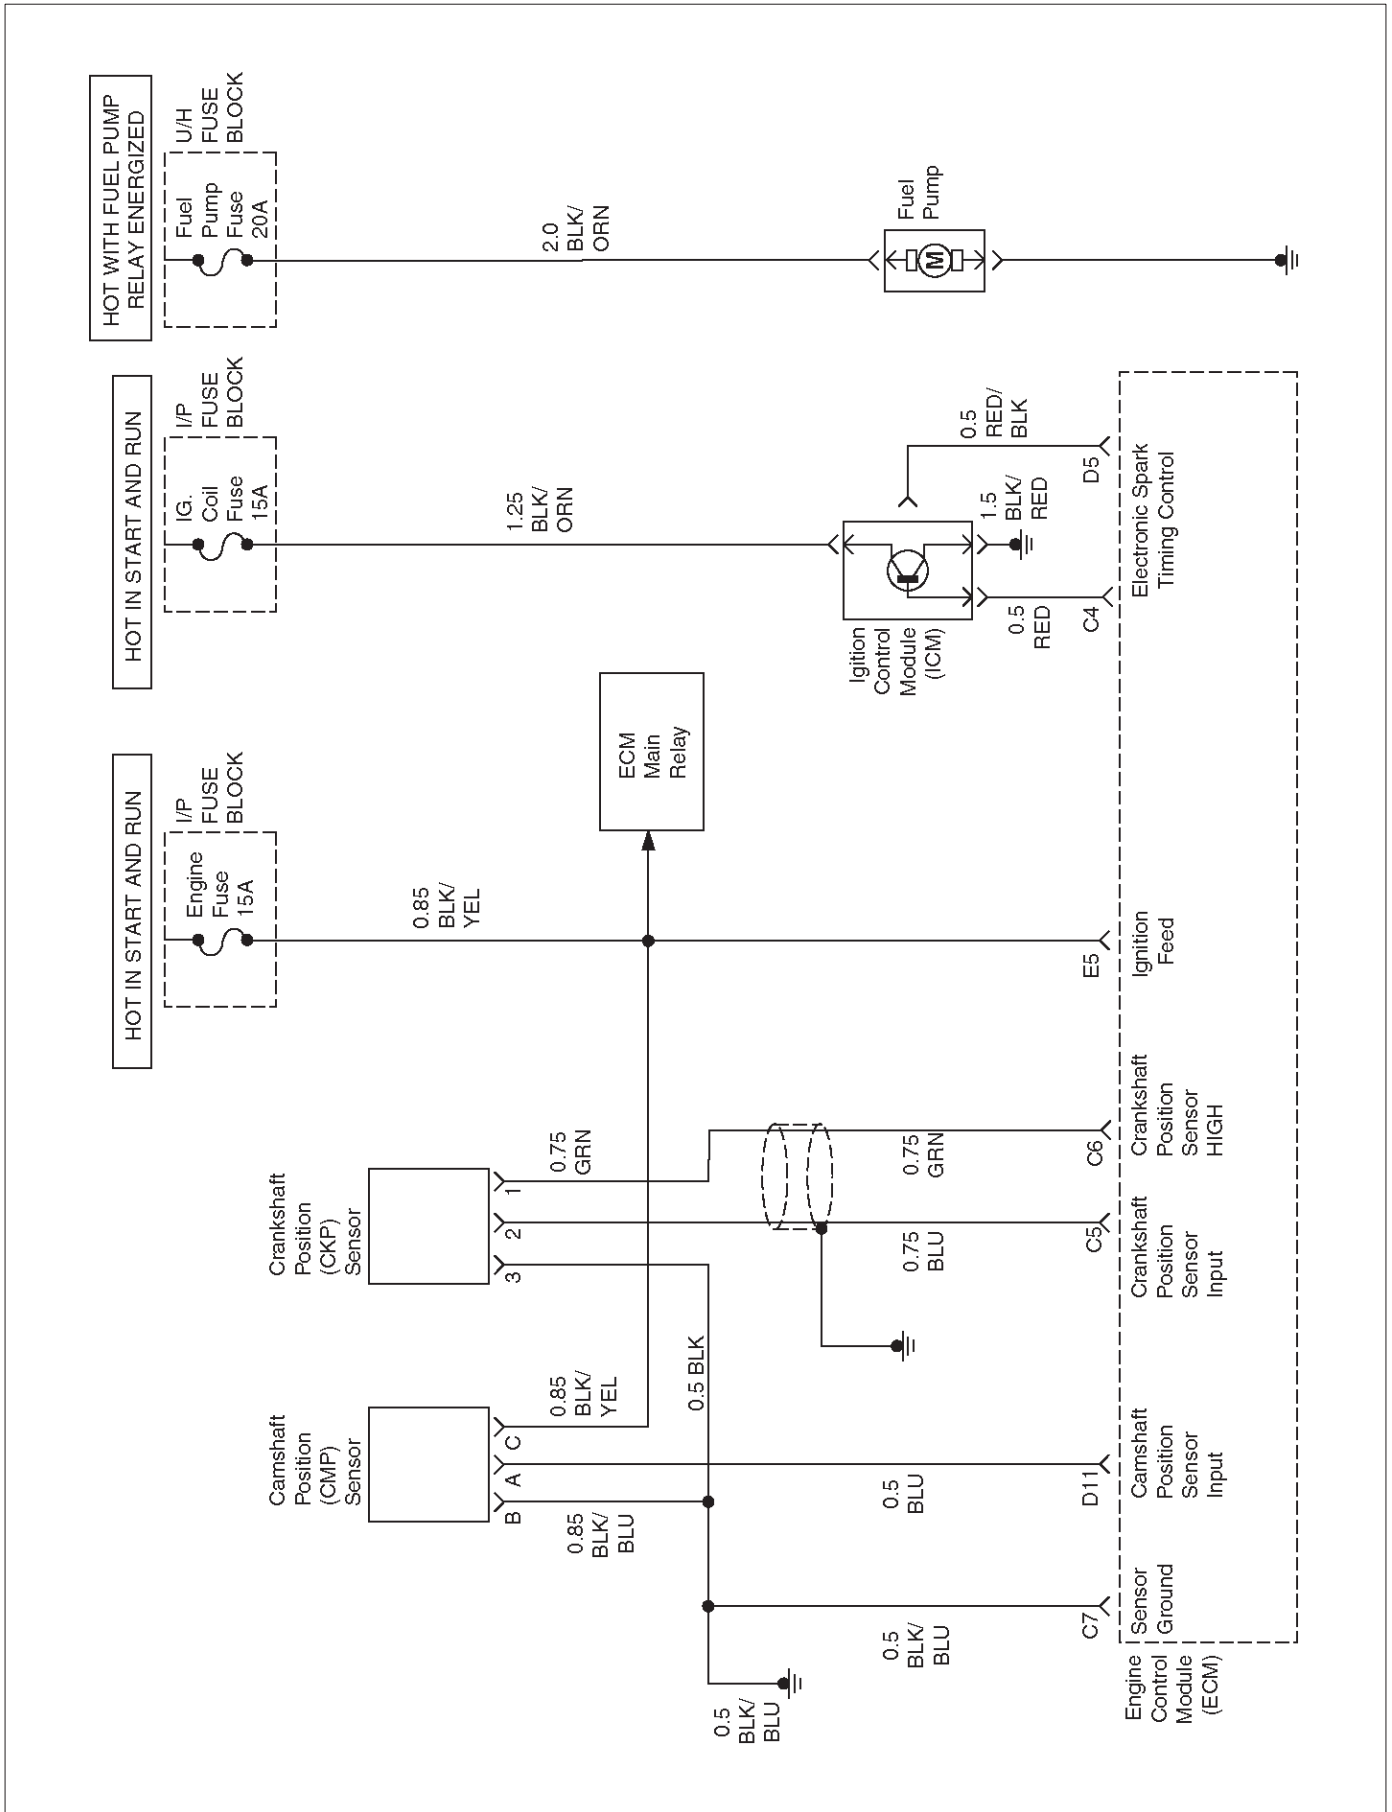 HOT IN START AND RUN
HOT IN START AND RUN
HOT WITH FUEL PUMP
RELAY ENERGIZED
Engine
Fuse
15A
I/P
FUSE
BLOCK
IG.
Coil
Fuse
15A
I/P
FUSE
BLOCK
Fuel
Pump
Fuse
20A
U/H
FUSE
BLOCK
Camshaft
Position
(CMP)
Sensor
Crankshaft
Position
(CKP)
Sensor
0.85
BLK/
YEL
1.25
BLK/
ORN
2.0
BLK/
ORN
B
A
C
3
2
1
0.85
BLK/
BLU
0.85
BLK/
YEL
0.75
GRN
ECM
Main
Relay
0.5 BLK
0.5
BLK/
BLU
Igition
Control
Module
(ICM)
Fuel
Pump
0.5
BLK/
BLU
0.5
BLU
0.75
BLU
0.75
GRN
0.5
RED
1.5
BLK/
RED
0.5
RED/
BLK
C7
D11
C5
C6
E5
C4
D5
Engine
Control
Module
(ECM)
Sensor
Ground
Camshaft
Position
Sensor
Input
Crankshaft
Position
Sensor
Input
Crankshaft
Position
Sensor
HIGH
Ignition
Feed
Electronic Spark
Timing Control
M